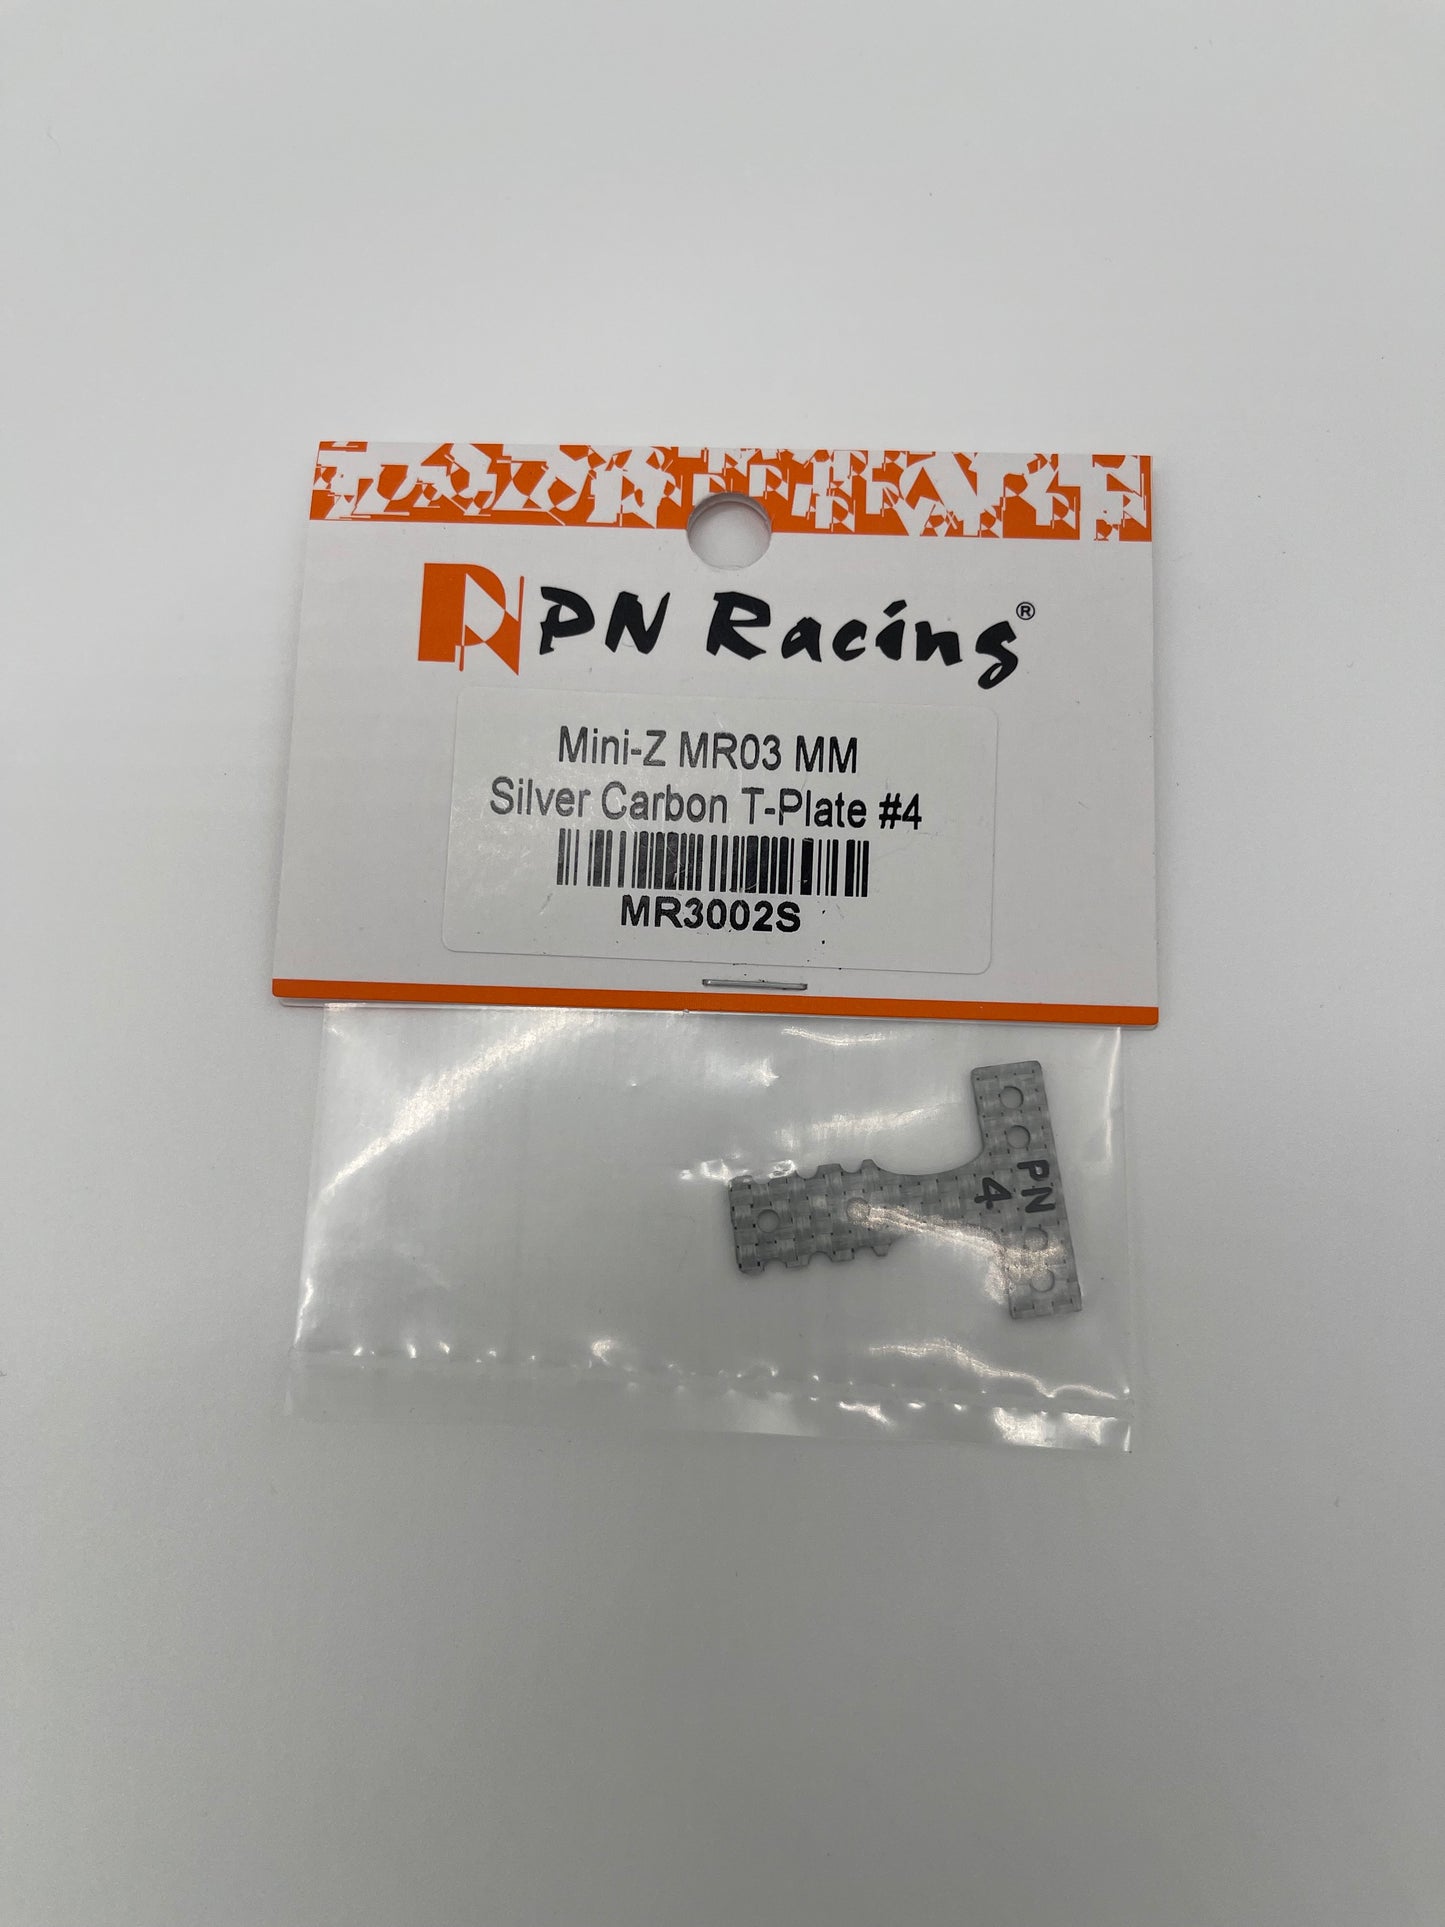 PN Racing®
Mini-Z MR03 MM
Silver Carbon T-Plate #4
MR3002S
PN
4